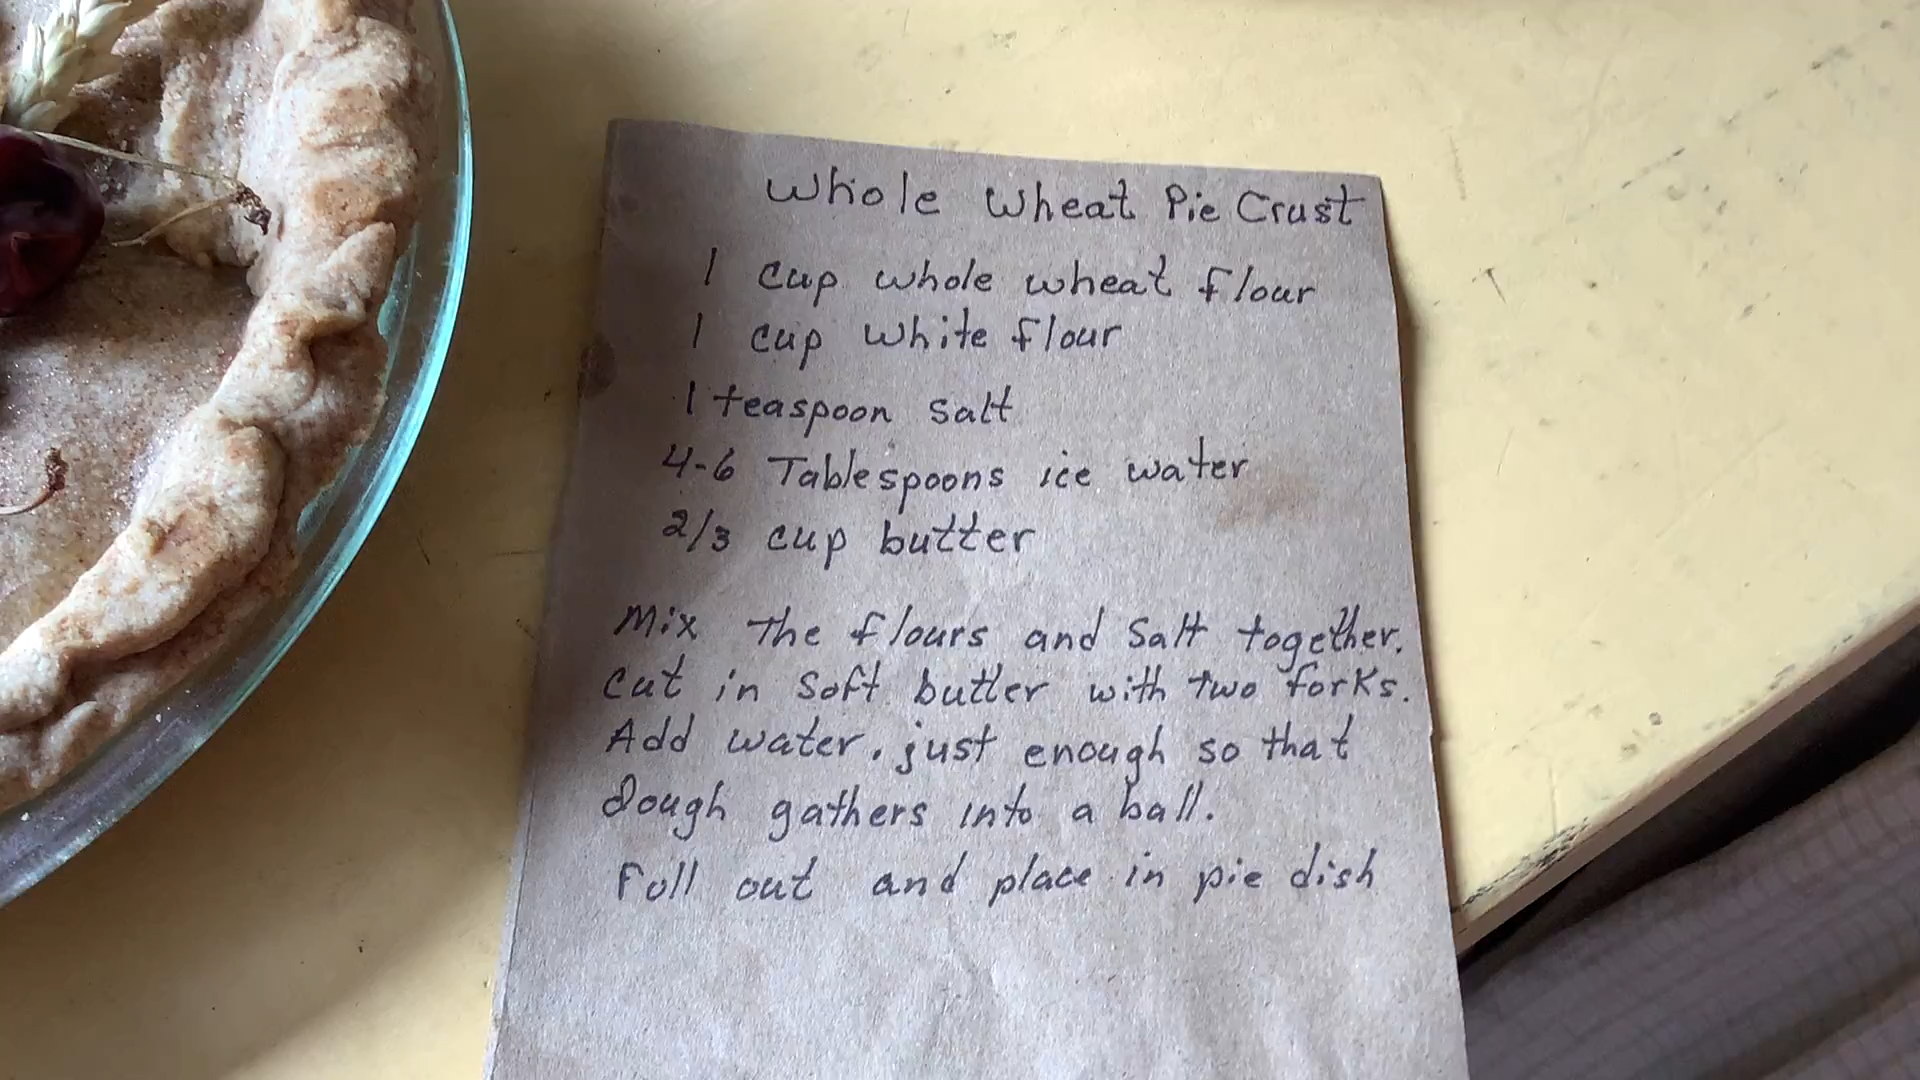 Whole Wheat Pie Crust
1 cup whole wheat flour
1 cup white flour
1 teaspoon salt
4-6 Tablespoons ice water
2/3 cup butter
Mix the flours and Salt together.
Cut in Soft butter with two forks.
Add water, just enough so that
dough gathers into a ball.
Roll out and place in pie dish